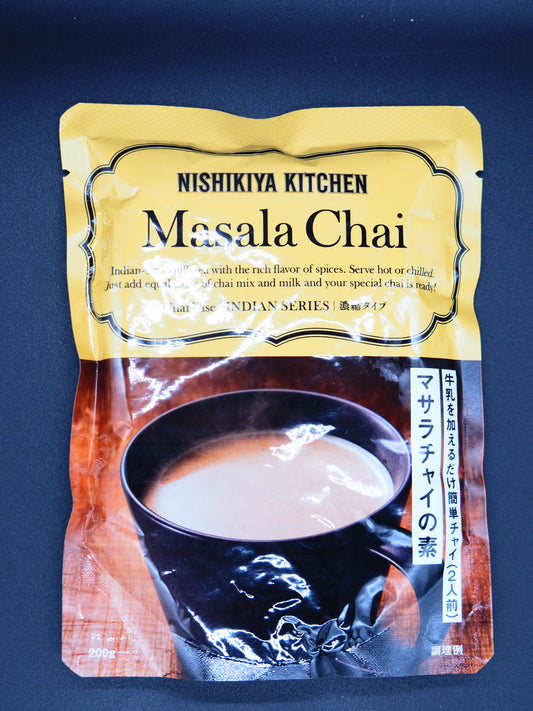 NISHIKIYA KITCHEN
Masala Chai
tea with the rich flavor of spices. Serve hot or chilled.
just add equal of chai mix and milk and your special chai is ready!
INDIAN SERIES | 濃縮タイプ
牛乳を加えるだけ簡単チャイ(2人前)
マサラチャイの素
200g
調理例